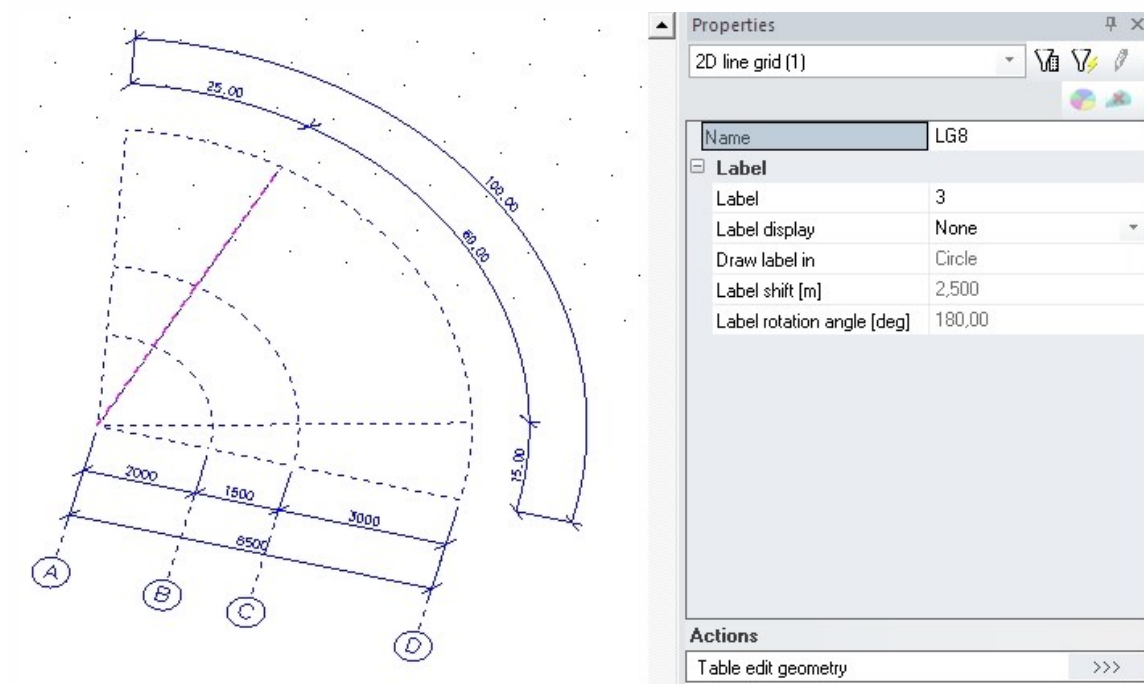 25.00
100.00
60.00
15.00
2000
1500
3000
6500
A
B
C
D
Properties
2D line grid (1)
Name LG8
Label
Label 3
Label display None
Draw label in Circle
Label shift [m] 2,500
Label rotation angle [deg] 180,00
Actions
Table edit geometry >>>